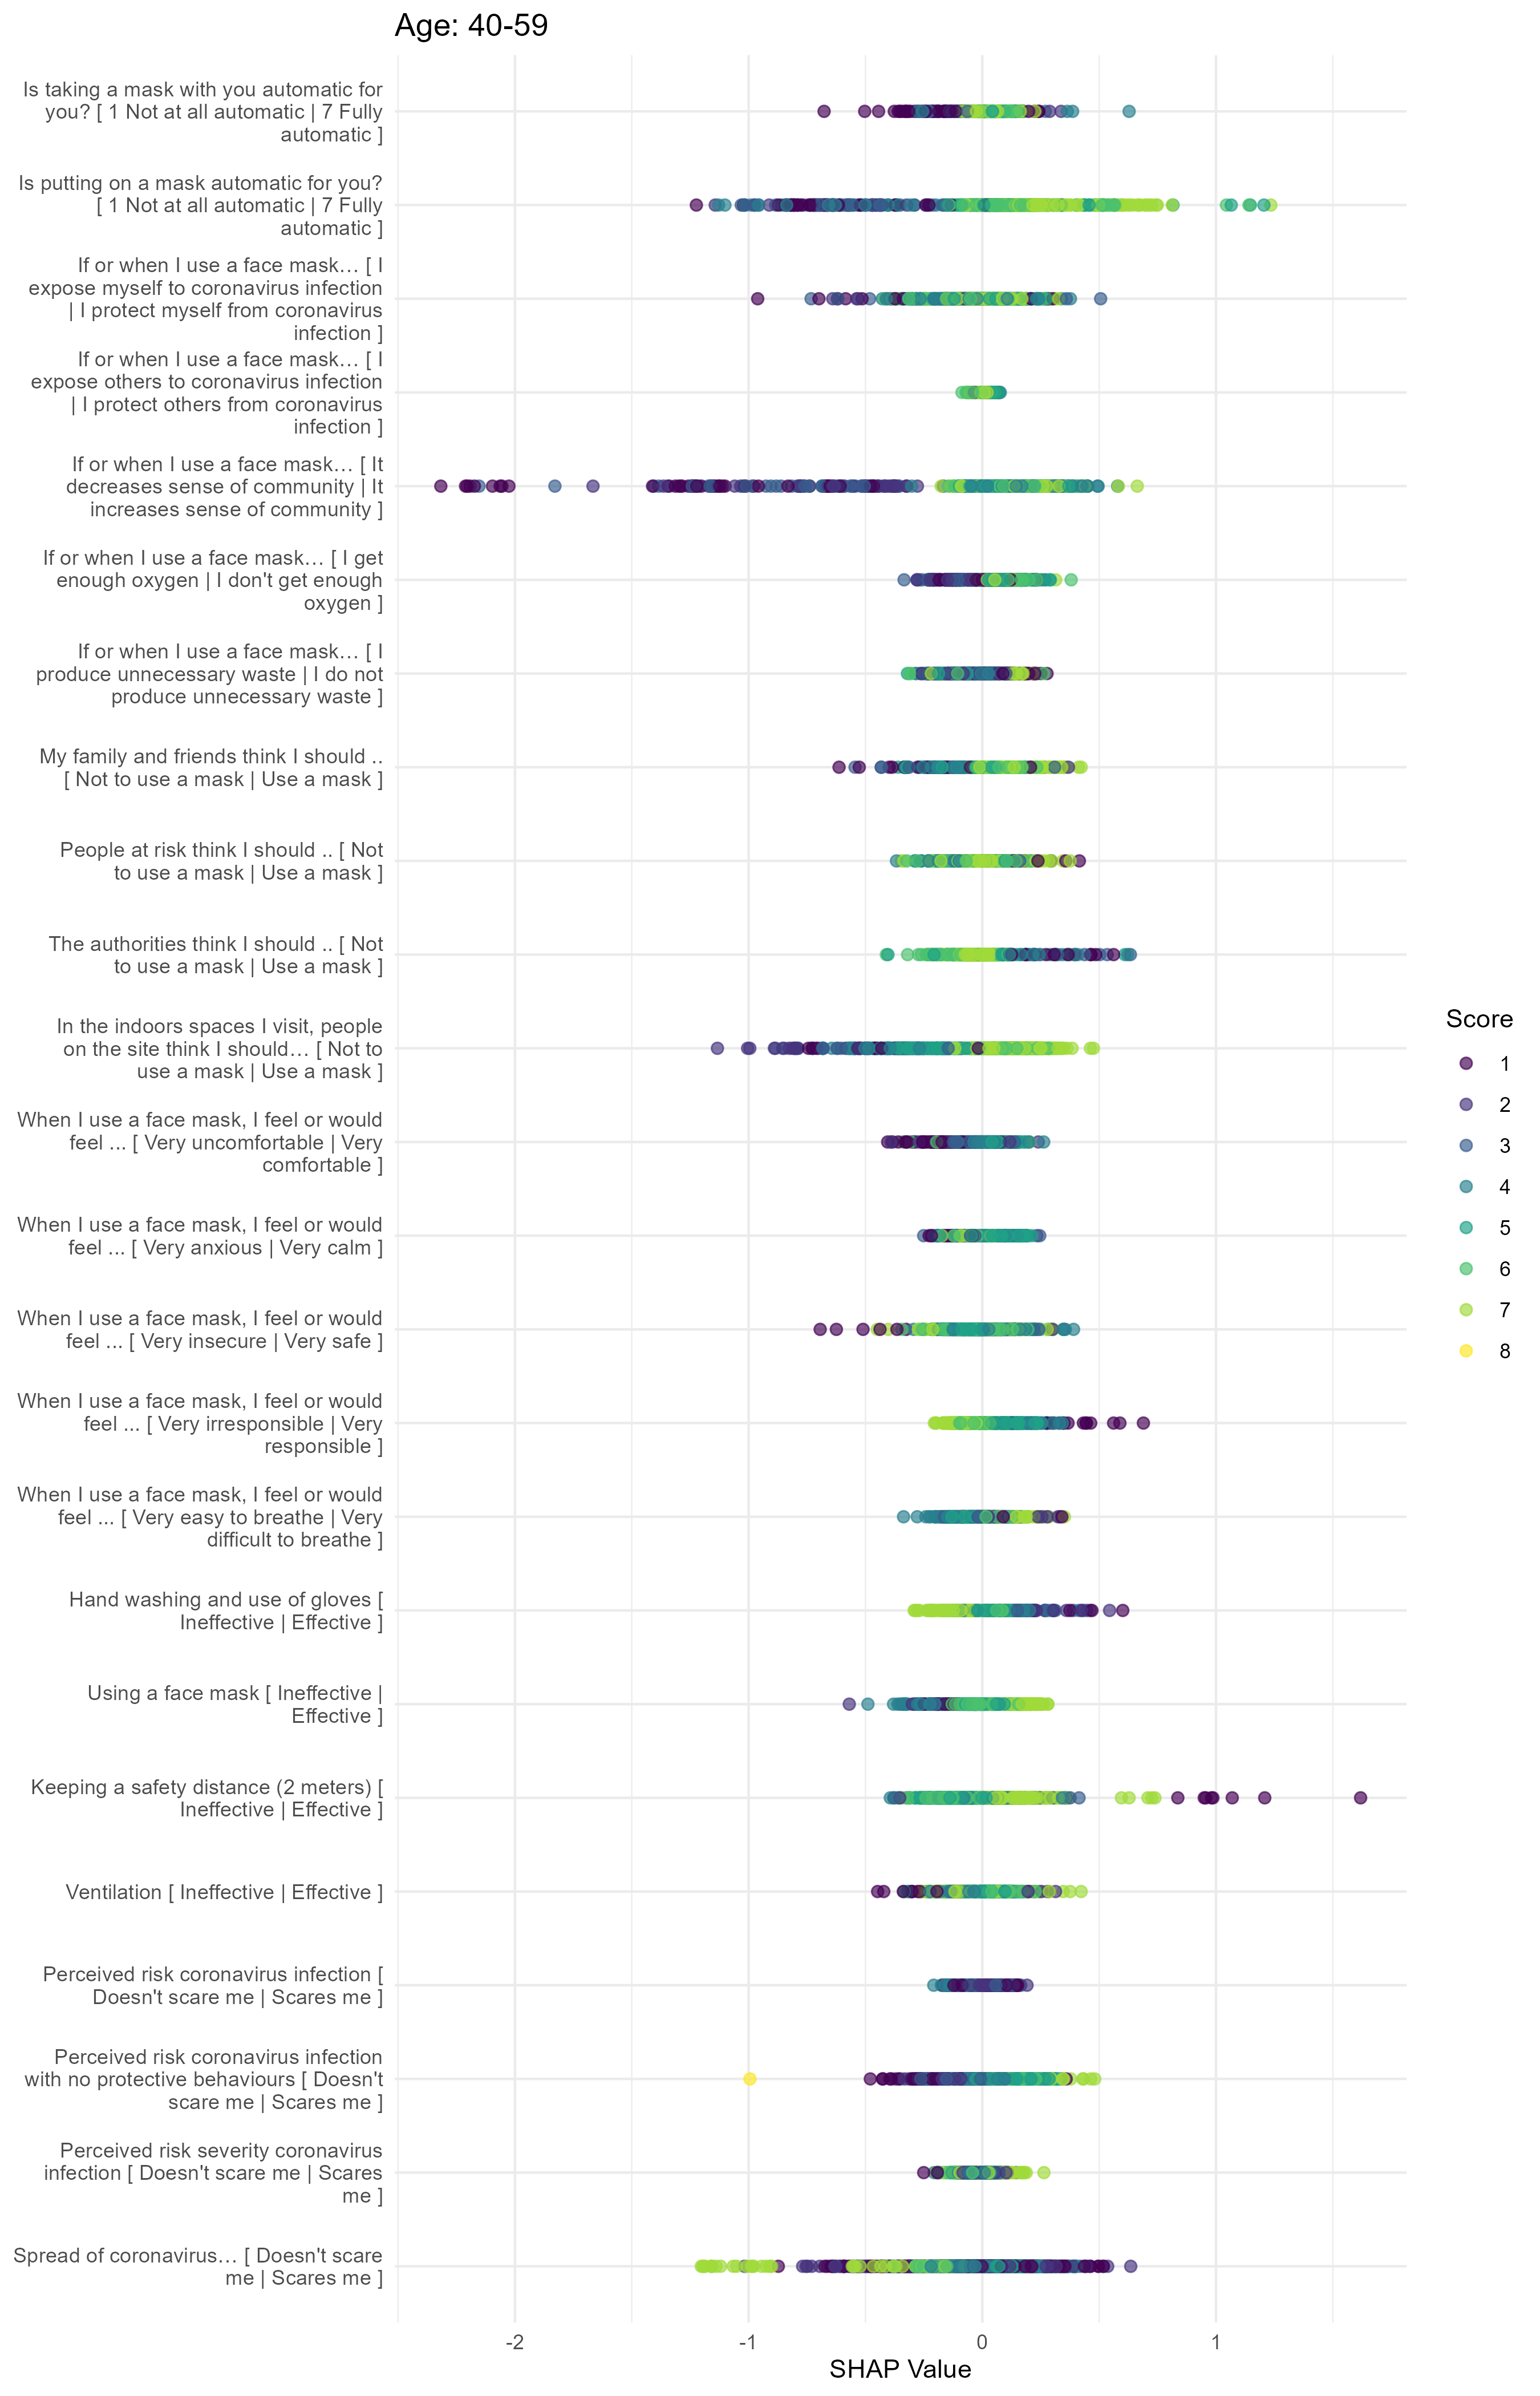 Age: 40-59
Is taking a mask with you automatic for
you? [ 1 Not at all automatic | 7 Fully
automatic ]
Is putting on a mask automatic for you?
[ 1 Not at all automatic | 7 Fully
automatic ]
If or when I use a face mask… [ I
expose myself to coronavirus infection
| I protect myself from coronavirus
infection ]
If or when I use a face mask… [ I
expose others to coronavirus infection
| I protect others from coronavirus
infection ]
If or when I use a face mask… [ It
decreases sense of community | It
increases sense of community ]
If or when I use a face mask… [ I get
enough oxygen | I don't get enough
oxygen ]
If or when I use a face mask… [ I
produce unnecessary waste | I do not
produce unnecessary waste ]
My family and friends think I should ..
[ Not to use a mask | Use a mask ]
People at risk think I should .. [ Not
to use a mask | Use a mask ]
The authorities think I should .. [ Not
to use a mask | Use a mask ]
In the indoors spaces I visit, people
on the site think I should… [ Not to
use a mask | Use a mask ]
When I use a face mask, I feel or would
feel ... [ Very uncomfortable | Very
comfortable ]
When I use a face mask, I feel or would
feel ... [ Very anxious | Very calm ]
When I use a face mask, I feel or would
feel ... [ Very insecure | Very safe ]
When I use a face mask, I feel or would
feel ... [ Very irresponsible | Very
responsible ]
When I use a face mask, I feel or would
feel ... [ Very easy to breathe | Very
difficult to breathe ]
Hand washing and use of gloves [
Ineffective | Effective ]
Using a face mask [ Ineffective |
Effective ]
Keeping a safety distance (2 meters) [
Ineffective | Effective ]
Ventilation [ Ineffective | Effective ]
Perceived risk coronavirus infection [
Doesn't scare me | Scares me ]
Perceived risk coronavirus infection
with no protective behaviours [ Doesn't
scare me | Scares me ]
Perceived risk severity coronavirus
infection [ Doesn't scare me | Scares
me ]
Spread of coronavirus… [ Doesn't scare
me | Scares me ]
-2
-1
0
1
SHAP Value
Score
1
2
3
4
5
6
7
8